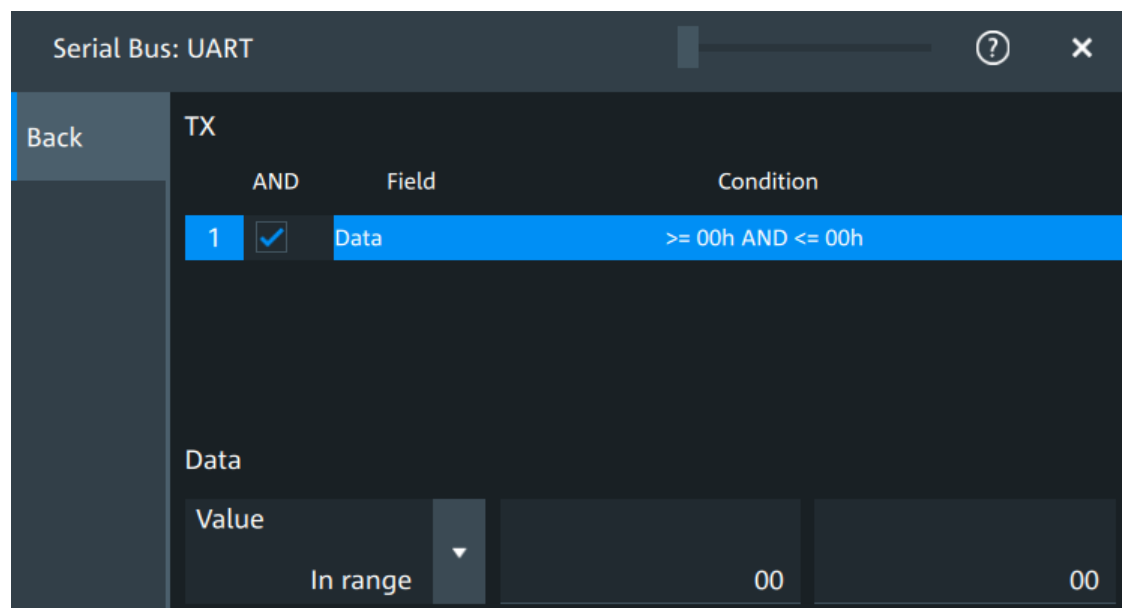 Serial Bus: UART ?
Back
TX
AND Field Condition
1 Data >= 00h AND <= 00h
Data
Value
In range 00 00